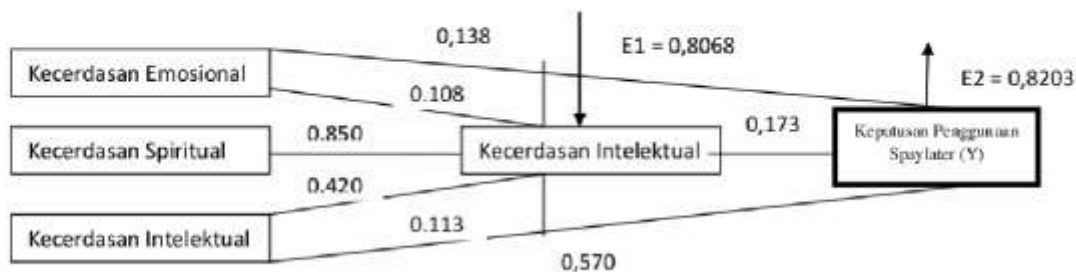 0,138
E1 = 0,8068
Kecerdasan Emosional
E2 = 0,8203
0.108
0.850
0,173
Kecerdasan Spiritual
Kecerdasan Intelektual
Keputusan Penggunaan
Spaylater (Y)
0.420
Kecerdasan Intelektual
0.113
0,570